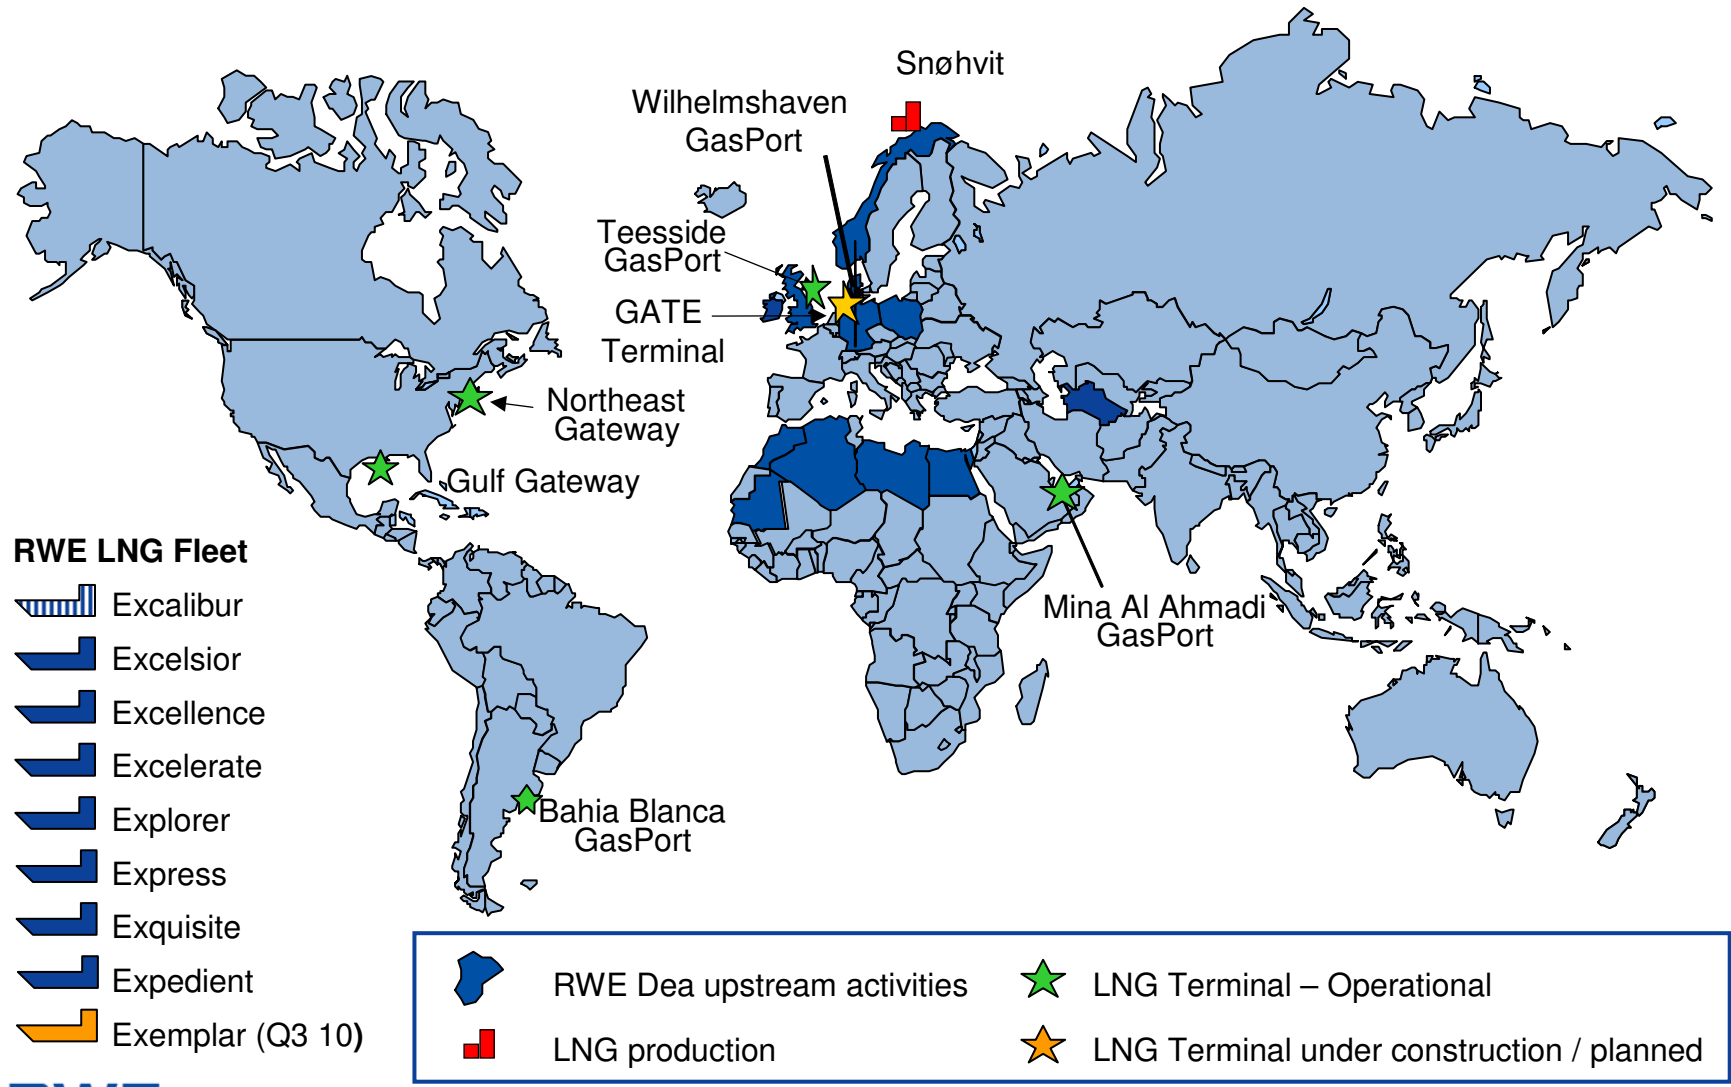 Snøhvit
Wilhelmshaven
GasPort
Teesside
GasPort
GATE
Terminal
Northeast
Gateway
Gulf Gateway
Mina Al Ahmadi
GasPort
Bahia Blanca
GasPort
RWE LNG Fleet
Excalibur
Excelsior
Excellence
Excelerate
Explorer
Express
Exquisite
Expedient
Exemplar (Q3 10)
RWE Dea upstream activities
LNG Terminal – Operational
LNG production
LNG Terminal under construction / planned
RWE